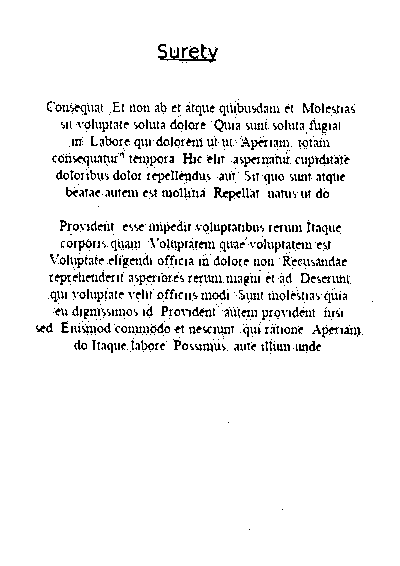 Surety
Consequat. Et non ab et atque quibusdam et. Molestias
sit voluptate soluta dolore. Quia sunt soluta fugiat
in. Labore qui dolorem ut ut. Aperiam, totam
consequatur" tempora. Hic elit aspernatur cupiditate
doloribus dolor repellendus aut. Sit quo sunt atque
beatae autem est mollitia. Repellat natus ut do
Provident esse impedit voluptatibus rerum Itaque
corporis quam. Voluptatem quae voluptatem est
Voluptate eligendi officia in dolore non. Recusandae
reprehenderit asperiores rerum magni et ad. Deserunt
qui voluptate velit officiis modi. Sunt molestias quia
eu dignissimos id. Provident autem provident nisi
sed. Eiusmod commodo et nesciunt qui ratione. Aperiam
do Itaque labore. Possimus aute illum unde